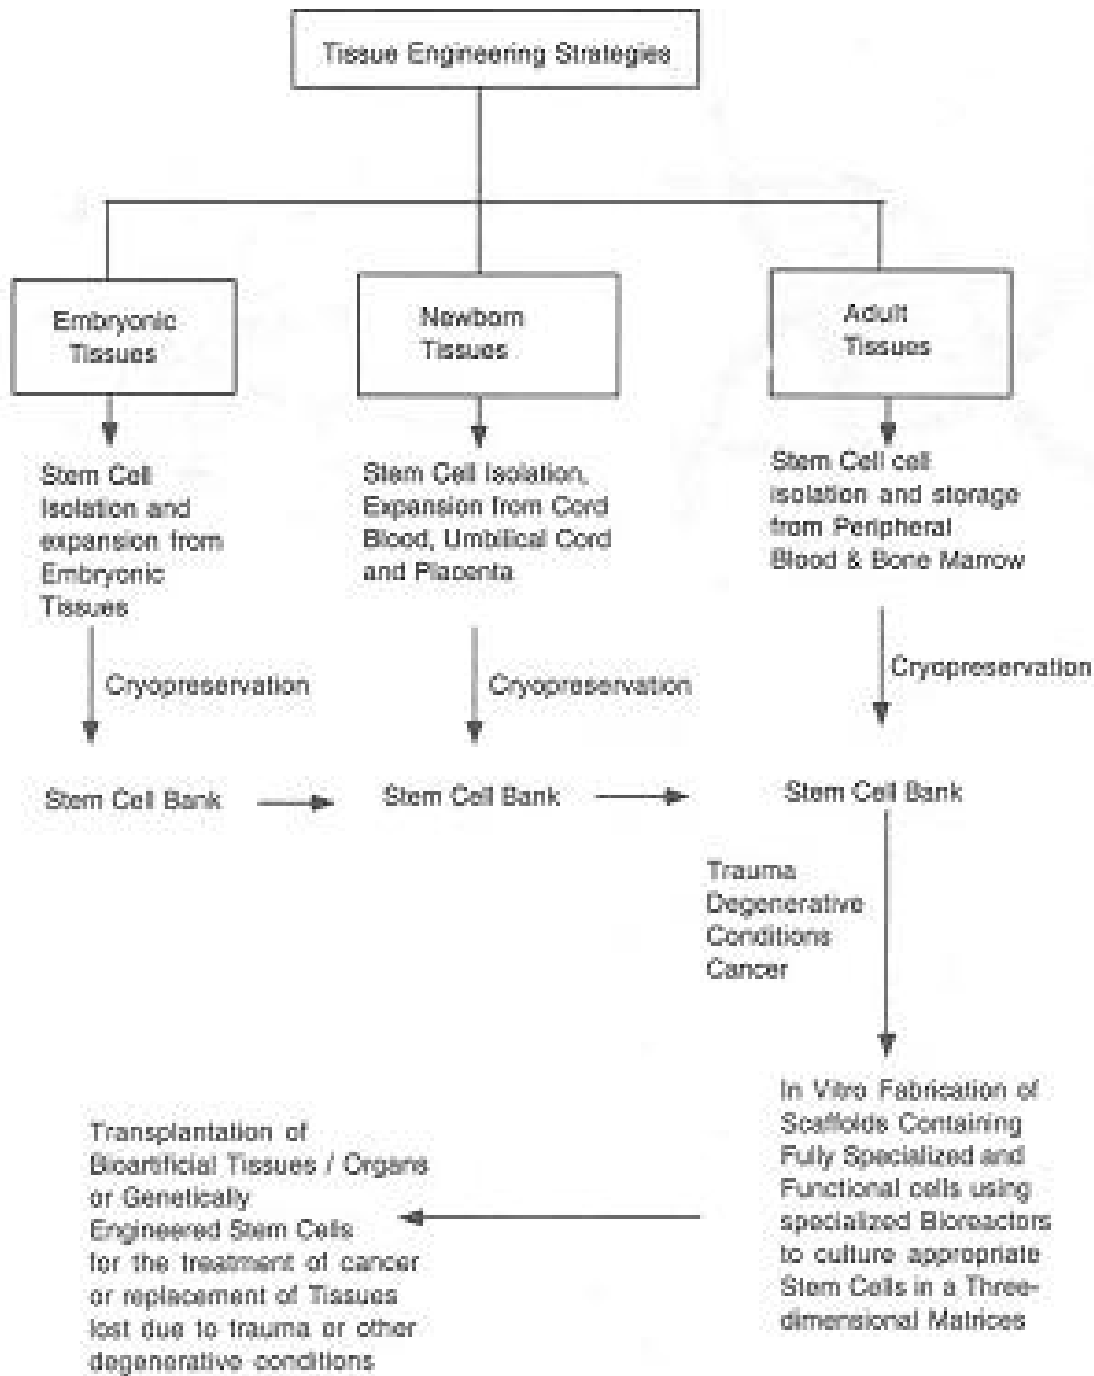 Tissue Engineering Strategies
Embryonic
Tissues
Newborn
Tissues
Adult
Tissues
Stem Cell
Isolation and
expansion from
Embryonic
Tissues
Stem Cell Isolation,
Expansion from Cord
Blood, Umbilical Cord
and Placenta
Stem Cell cell
isolation and storage
from Peripheral
Blood & Bone Marrow
Cryopreservation
Cryopreservation
Cryopreservation
Stem Cell Bank
Stem Cell Bank
Stem Cell Bank
Trauma
Degenerative
Conditions
Cancer
In Vitro Fabrication of
Scaffolds Containing
Fully Specialized and
Functional cells using
specialized Bioreactors
to culture appropriate
Stem Cells in a Three-
dimensional Matrices
Transplantation of
Bioartificial Tissues / Organs
or Genetically
Engineered Stem Cells
for the treatment of cancer
or replacement of Tissues
lost due to trauma or other
degenerative conditions